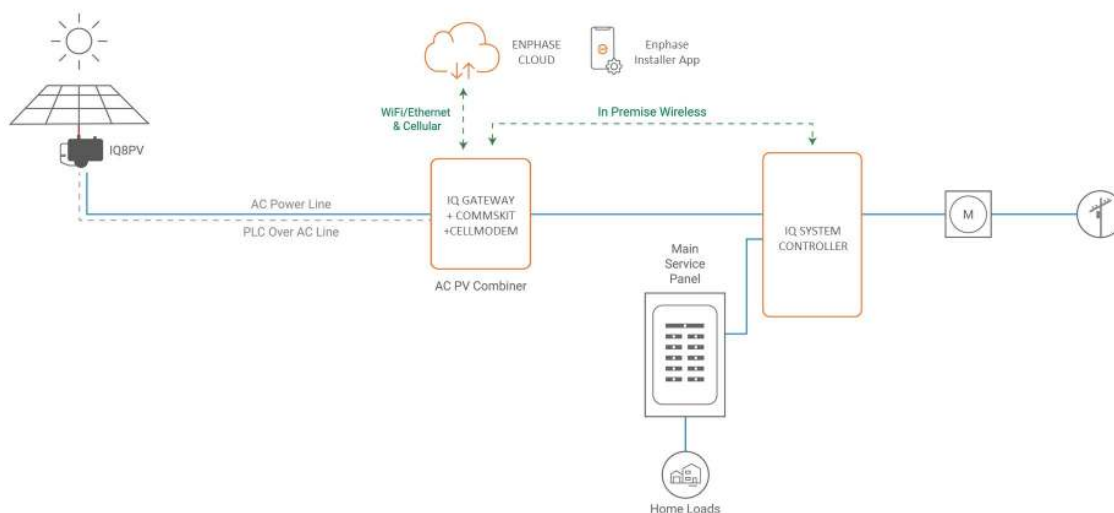 ENPHASE
CLOUD
Enphase
Installer App
WiFi/Ethernet
& Cellular
In Premise Wireless
IQ8PV
AC Power Line
PLC Over AC Line
IQ GATEWAY
+ COMMSKIT
+CELLMODEM
AC PV Combiner
IQ SYSTEM
CONTROLLER
M
Main
Service
Panel
Home Loads